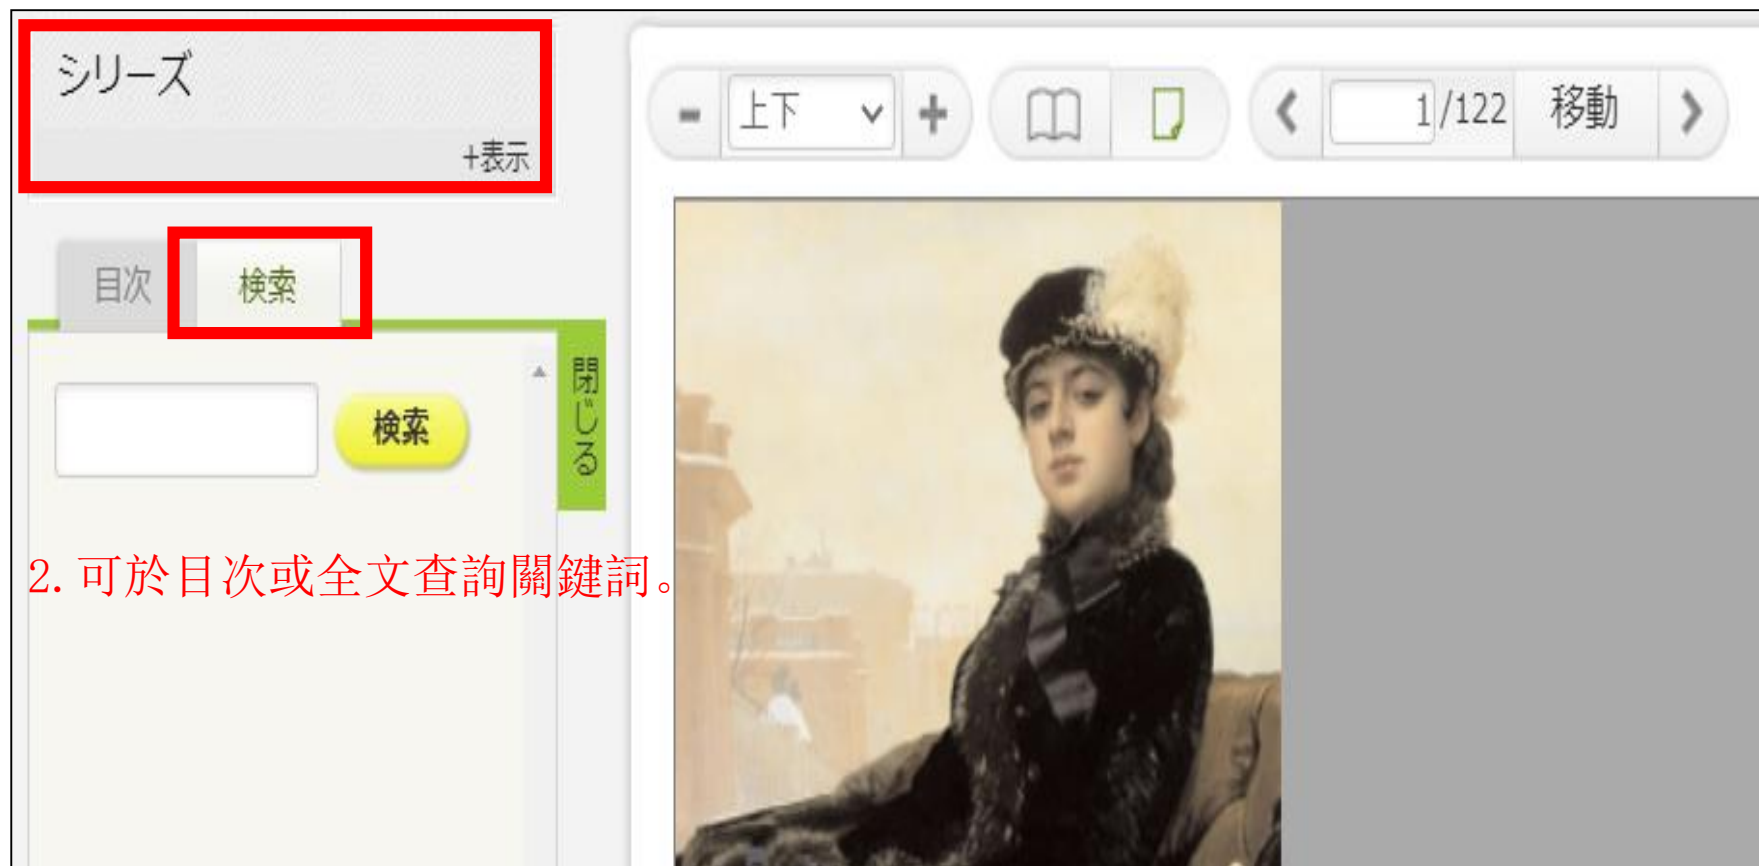 シリーズ
+表示
- 上下 +
1/122 移動
目次 検索
検索
閉じる
2.可於目次或全文查詢關鍵詞。